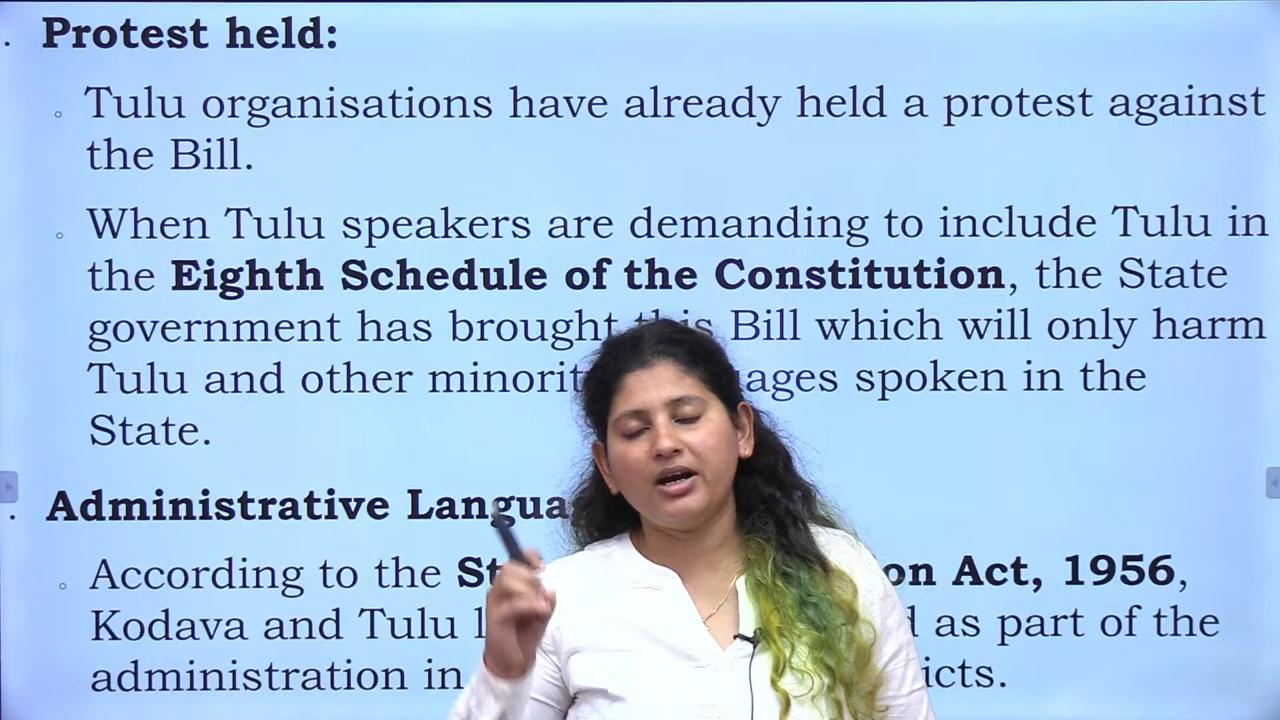 Protest held:
Tulu organisations have already held a protest against
the Bill.
When Tulu speakers are demanding to include Tulu in
the Eighth Schedule of the Constitution, the State
government has brought this Bill which will only harm
Tulu and other minorit ages spoken in the
State.
Administrative Langua
According to the St on Act, 1956,
Kodava and Tulu l d as part of the
administration in icts.